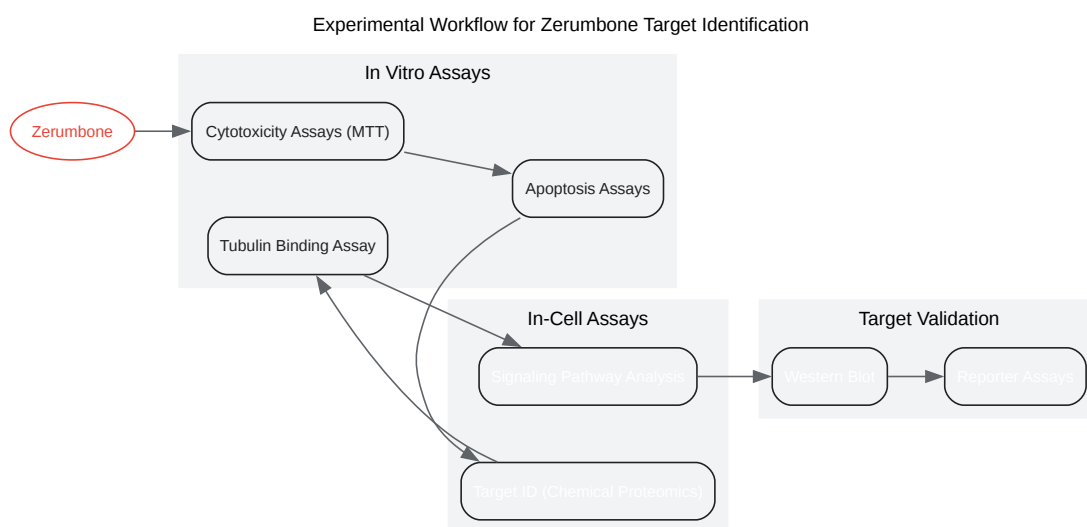 Experimental Workflow for Zerumbone Target Identification
In Vitro Assays
Zerumbone
Cytotoxicity Assays (MTT)
Apoptosis Assays
Tubulin Binding Assay
In-Cell Assays
Signaling Pathway Analysis
Target ID (Chemical Proteomics)
Target Validation
Western Blot
Reporter Assays